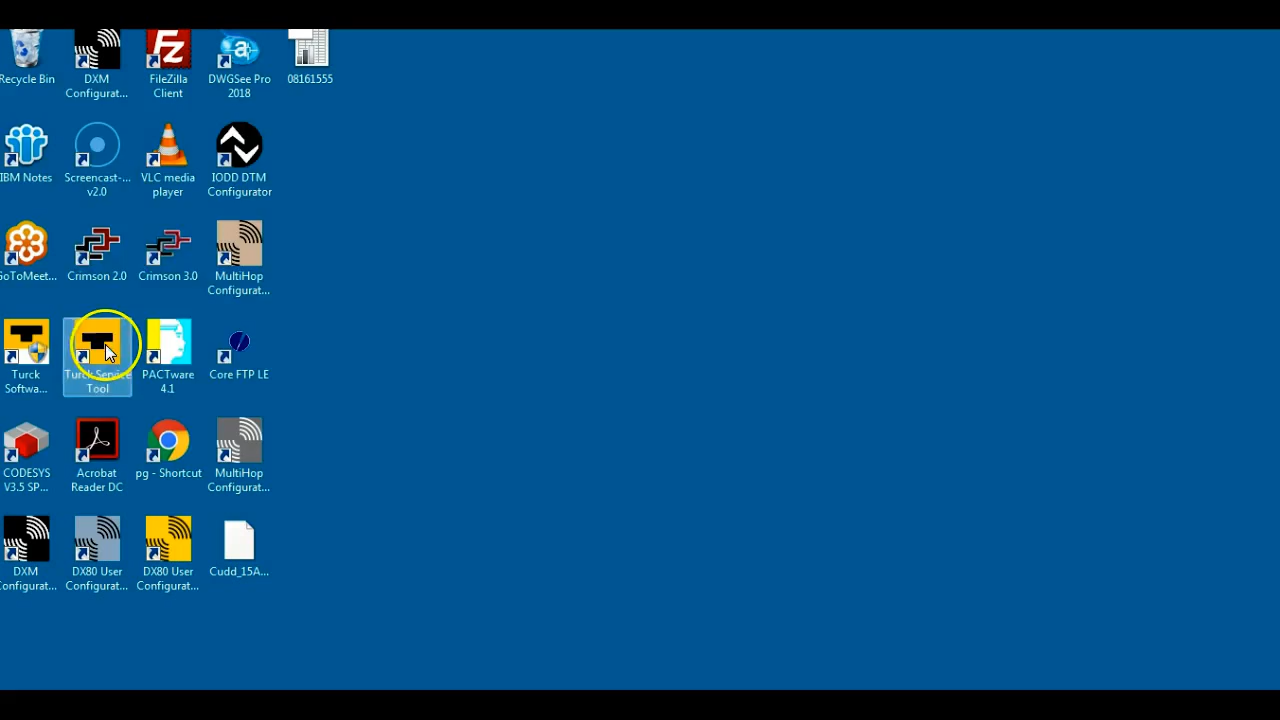 Recycle Bin
DXM
Configurat...
FileZilla
Client
DWGSee Pro
2018
08161555
IBM Notes
Screencast-...
v2.0
VLC media
player
IODD DTM
Configurator
GoToMeet...
Crimson 2.0
Crimson 3.0
MultiHop
Configurat...
Turck
Softwa...
Turck Service
Tool
PACTware
4.1
Core FTP LE
CODESYS
V3.5 SP...
Acrobat
Reader DC
pg - Shortcut
MultiHop
Configurat...
DXM
Configurat...
DX80 User
Configurat...
DX80 User
Configurat...
Cudd_15A...